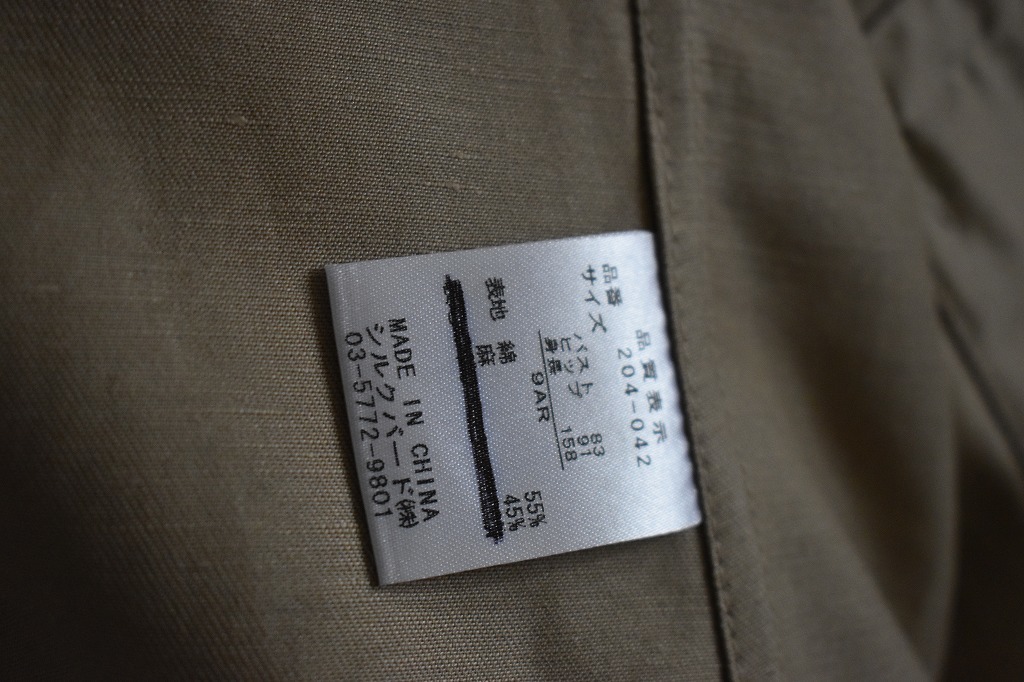 品質表示
品番 204-042
サイズ
バスト 83
ヒップ 91
身長 158
9AR
表地 綿 55%
麻 45%
MADE IN CHINA
シルクバード㈱
03-5772-9801